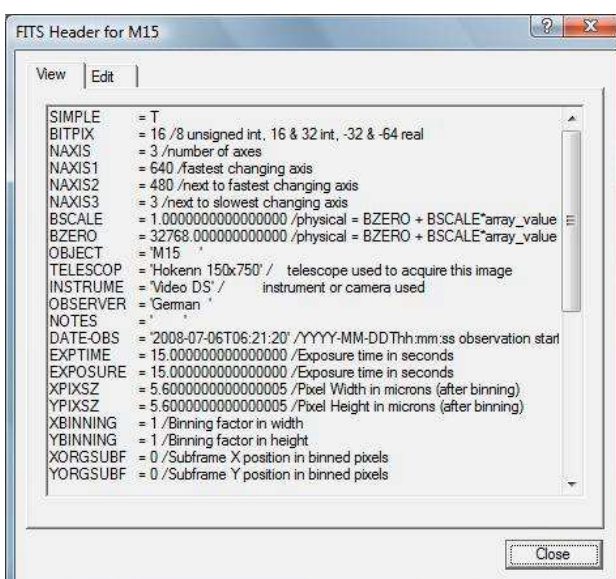 FITS Header for M15
View Edit
SIMPLE = T
BITPIX = 16 /8 unsigned int, 16 & 32 int, -32 & -64 real
NAXIS = 3 /number of axes
NAXIS1 = 640 /fastest changing axis
NAXIS2 = 480 /next to fastest changing axis
NAXIS3 = 3 /next to slowest changing axis
BSCALE = 1.0000000000000000 /physical = BZERO + BSCALE*array_value
BZERO = 32768.000000000000 /physical = BZERO + BSCALE*array_value
OBJECT = 'M15 '
TELESCOP = 'Hokenn 150x750' / telescope used to acquire this image
INSTRUME = 'Video DS' / instrument or camera used
OBSERVER = 'German '
NOTES = ' '
DATE-OBS = '2008-07-06T06:21:20' /YYYY-MM-DDThh:mm:ss observation start
EXPTIME = 15.000000000000000 /Exposure time in seconds
EXPOSURE = 15.000000000000000 /Exposure time in seconds
XPIXSZ = 5.6000000000000005 /Pixel Width in microns (after binning)
YPIXSZ = 5.6000000000000005 /Pixel Height in microns (after binning)
XBINNING = 1 /Binning factor in width
YBINNING = 1 /Binning factor in height
XORGSUBF = 0 /Subframe X position in binned pixels
YORGSUBF = 0 /Subframe Y position in binned pixels
Close